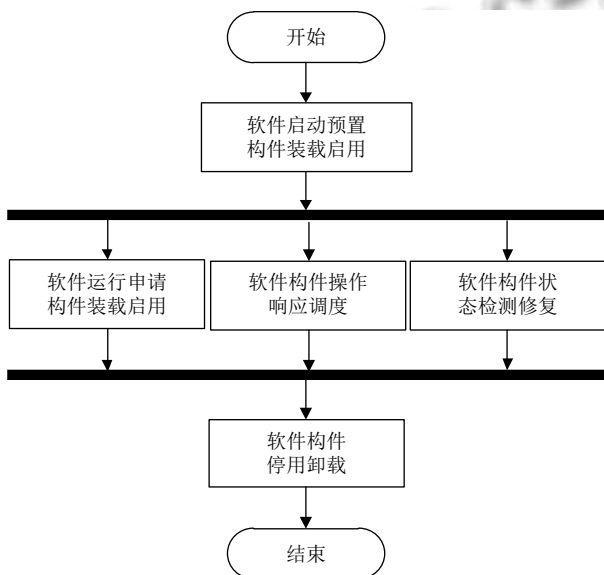 开始
软件启动预置
构件装载启用
软件运行申请
构件装载启用
软件构件操作
响应调度
软件构件状
态检测修复
软件构件
停用卸载
结束